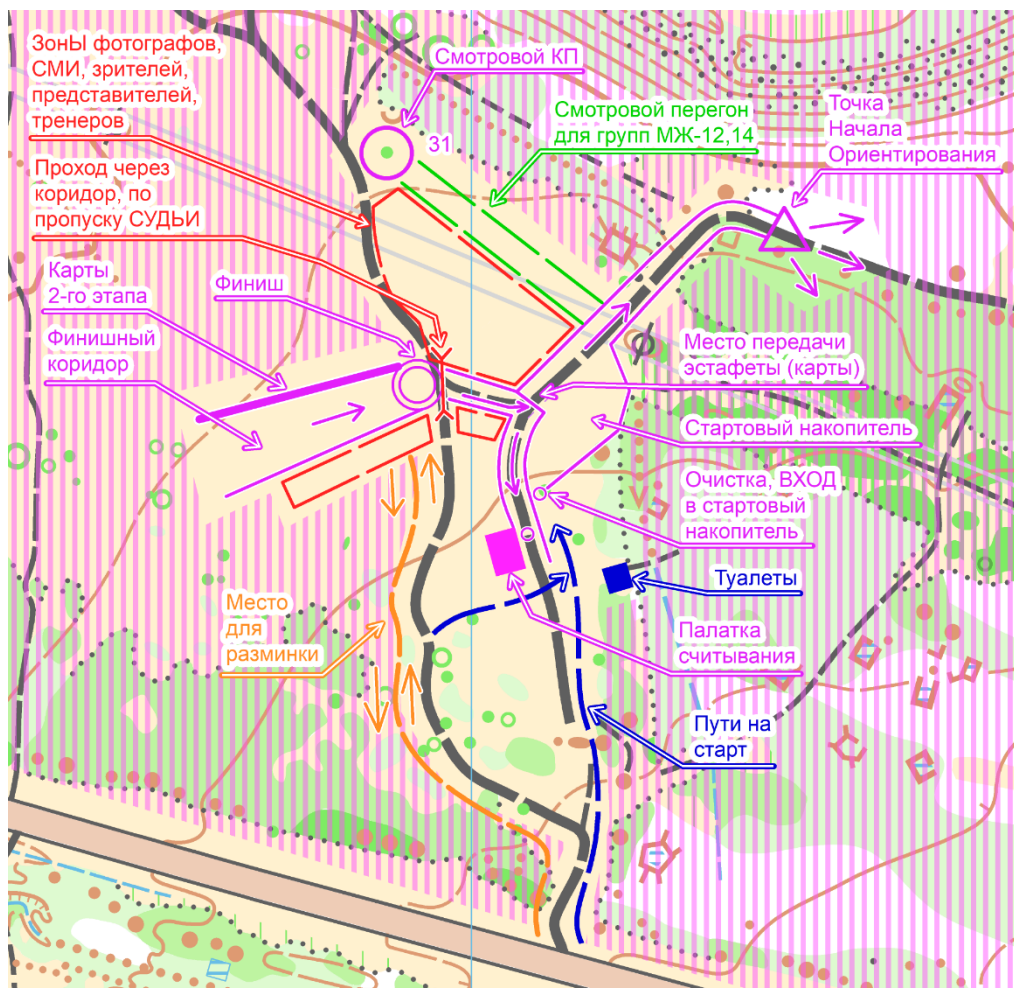 ЗонЫ фотографов,
СМИ, зрителей,
представителей,
тренеров
Смотровой КП
31
Смотровой перегон
для групп МЖ-12,14
Точка
Начала
Ориентирования
Проход через
коридор, по
пропуску СУДЬИ
Карты
2-го этапа
Финиш
Финишный
коридор
Место передачи
эстафеты (карты)
Стартовый накопитель
Очистка, ВХОД
в стартовый
накопитель
Туалеты
Место
для
разминки
Палатка
считывания
Пути на
старт